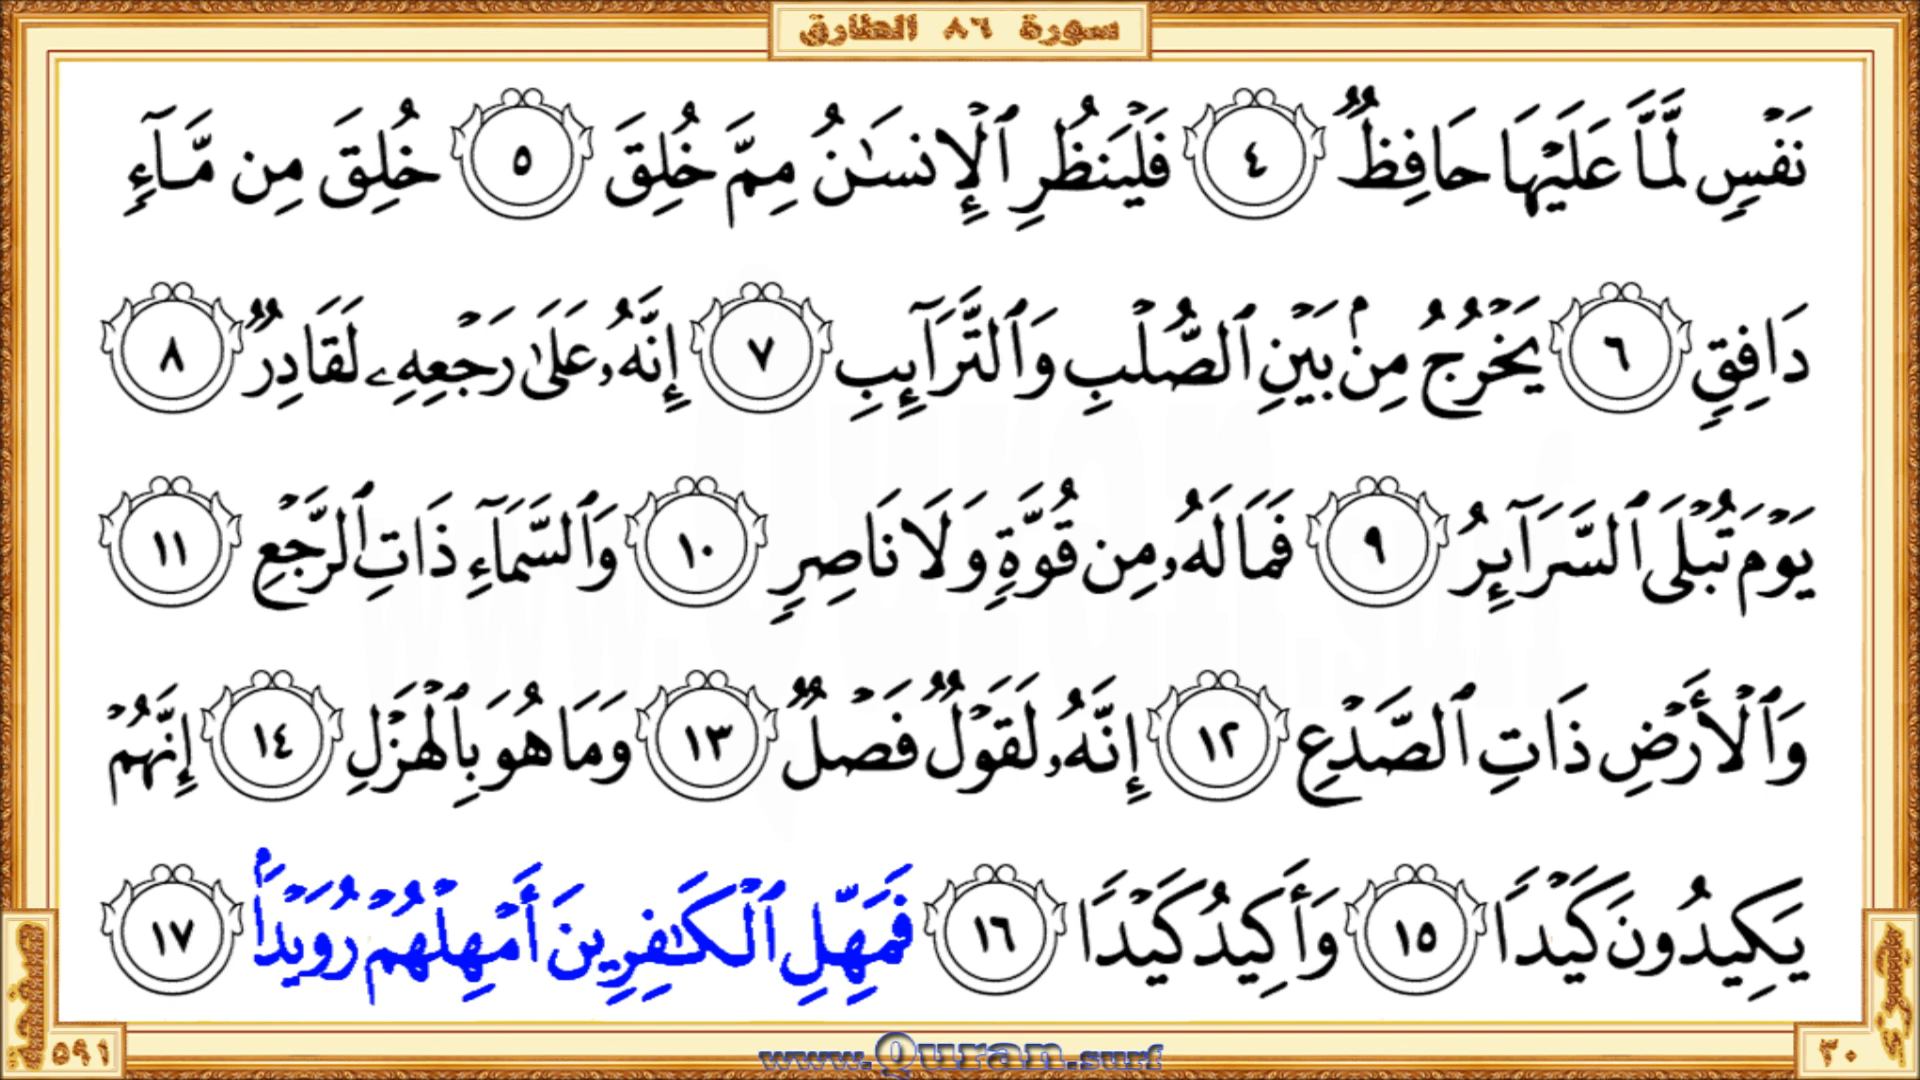 سورة ٨٦ الطارق
نَفۡسٖ لَّمَّا عَلَيۡهَا حَافِظٞ ٤ فَلۡيَنظُرِ ٱلۡإِنسَٰنُ مِمَّ خُلِقَ ٥ خُلِقَ مِن مَّآءٖ
دَافِقٖ ٦ يَخۡرُجُ مِنۢ بَيۡنِ ٱلصُّلۡبِ وَٱلتَّرَآئِبِ ٧ إِنَّهُۥ عَلَىٰ رَجۡعِهِۦ لَقَادِرٞ ٨
يَوۡمَ تُبۡلَى ٱلسَّرَآئِرُ ٩ فَمَا لَهُۥ مِن قُوَّةٖ وَلَا نَاصِرٖ ١٠ وَٱلسَّمَآءِ ذَاتِ ٱلرَّجۡعِ ١١
وَٱلۡأَرۡضِ ذَاتِ ٱلصَّدۡعِ ١٢ إِنَّهُۥ لَقَوۡلٞ فَصۡلٞ ١٣ وَمَا هُوَ بِٱلۡهَزۡلِ ١٤ إِنَّهُمۡ
يَكِيدُونَ كَيۡدٗا ١٥ وَأَكِيدُ كَيۡدٗا ١٦ فَمَهِّلِ ٱلۡكَٰفِرِينَ أَمۡهِلۡهُمۡ رُوَيۡدَۢا ١٧
صفحة ٥٩١
www.Quran.surf
٣٠